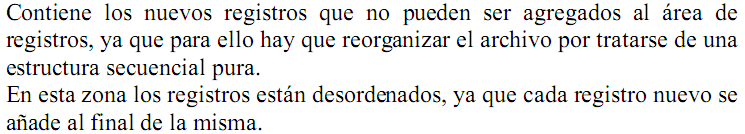 Contiene los nuevos registros que no pueden ser agregados al área de
registros, ya que para ello hay que reorganizar el archivo por tratarse de una
estructura secuencial pura.
En esta zona los registros están desordenados, ya que cada registro nuevo se
añade al final de la misma.